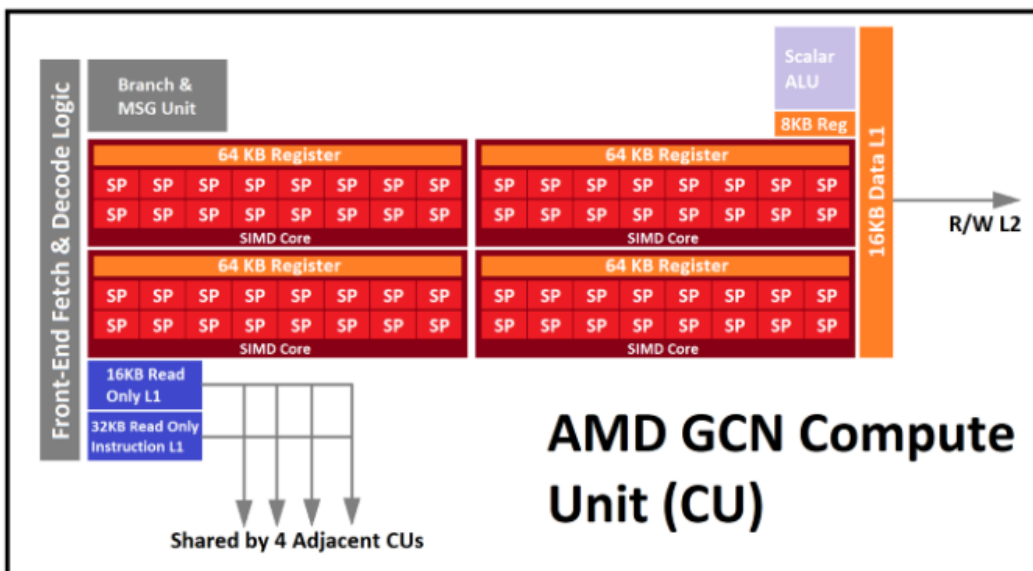 Front-End Fetch & Decode Logic
Branch &
MSG Unit
Scalar
ALU
8KB Reg
16KB Data L1
R/W L2
64 KB Register
SP SP SP SP SP SP SP SP
SP SP SP SP SP SP SP SP
SIMD Core
64 KB Register
SP SP SP SP SP SP SP SP
SP SP SP SP SP SP SP SP
SIMD Core
64 KB Register
SP SP SP SP SP SP SP SP
SP SP SP SP SP SP SP SP
SIMD Core
64 KB Register
SP SP SP SP SP SP SP SP
SP SP SP SP SP SP SP SP
SIMD Core
16KB Read
Only L1
32KB Read Only
Instruction L1
Shared by 4 Adjacent CUs
AMD GCN Compute
Unit (CU)